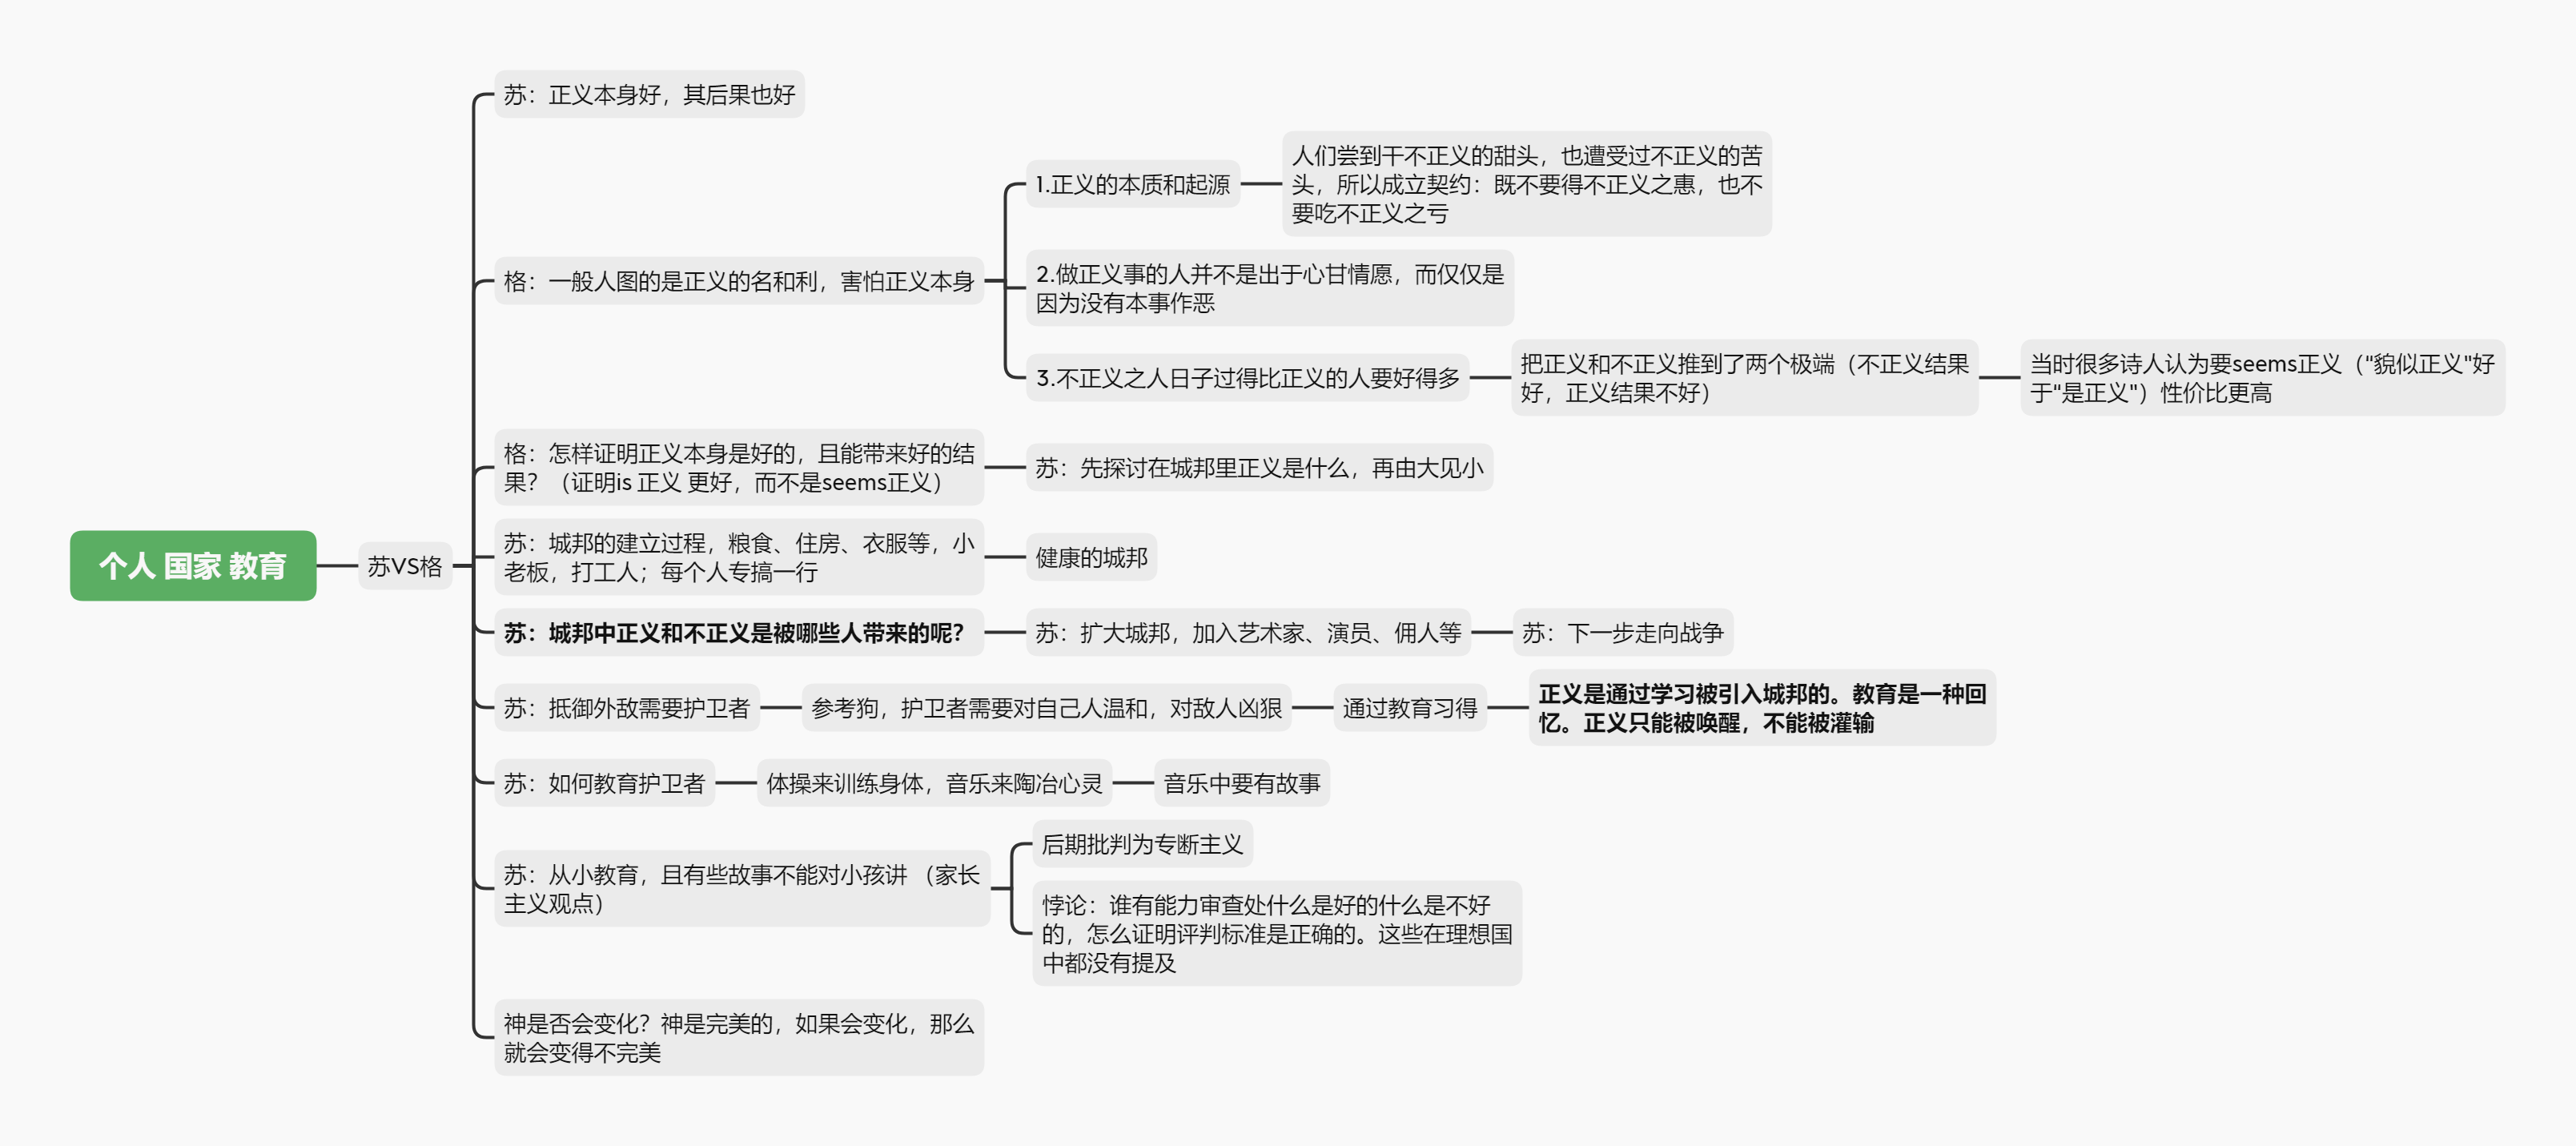 个人 国家 教育
苏VS格
苏：正义本身好，其后果也好
格：一般人图的是正义的名和利，害怕正义本身
1.正义的本质和起源
人们尝到干不正义的甜头，也遭受过不正义的苦
头，所以成立契约：既不要得不正义之惠，也不
要吃不正义之亏
2.做正义事的人并不是出于心甘情愿，而仅仅是
因为没有本事作恶
3.不正义之人日子过得比正义的人要好得多
把正义和不正义推到了两个极端（不正义结果
好，正义结果不好）
当时很多诗人认为要seems正义（"貌似正义"好
于"是正义"）性价比更高
格：怎样证明正义本身是好的，且能带来好的结
果？（证明is 正义 更好，而不是seems正义）
苏：先探讨在城邦里正义是什么，再由大见小
苏：城邦的建立过程，粮食、住房、衣服等，小
老板，打工人；每个人专搞一行
健康的城邦
苏：城邦中正义和不正义是被哪些人带来的呢？
苏：扩大城邦，加入艺术家、演员、佣人等
苏：下一步走向战争
苏：抵御外敌需要护卫者
参考狗，护卫者需要对自己人温和，对敌人凶狠
通过教育习得
正义是通过学习被引入城邦的。教育是一种回
忆。正义只能被唤醒，不能被灌输
苏：如何教育护卫者
体操来训练身体，音乐来陶冶心灵
音乐中要有故事
苏：从小教育，且有些故事不能对小孩讲 （家长
主义观点）
后期批判为专断主义
悖论：谁有能力审查处什么是好的什么是不好
的，怎么证明评判标准是正确的。这些在理想国
中都没有提及
神是否会变化？神是完美的，如果会变化，那么
就会变得不完美